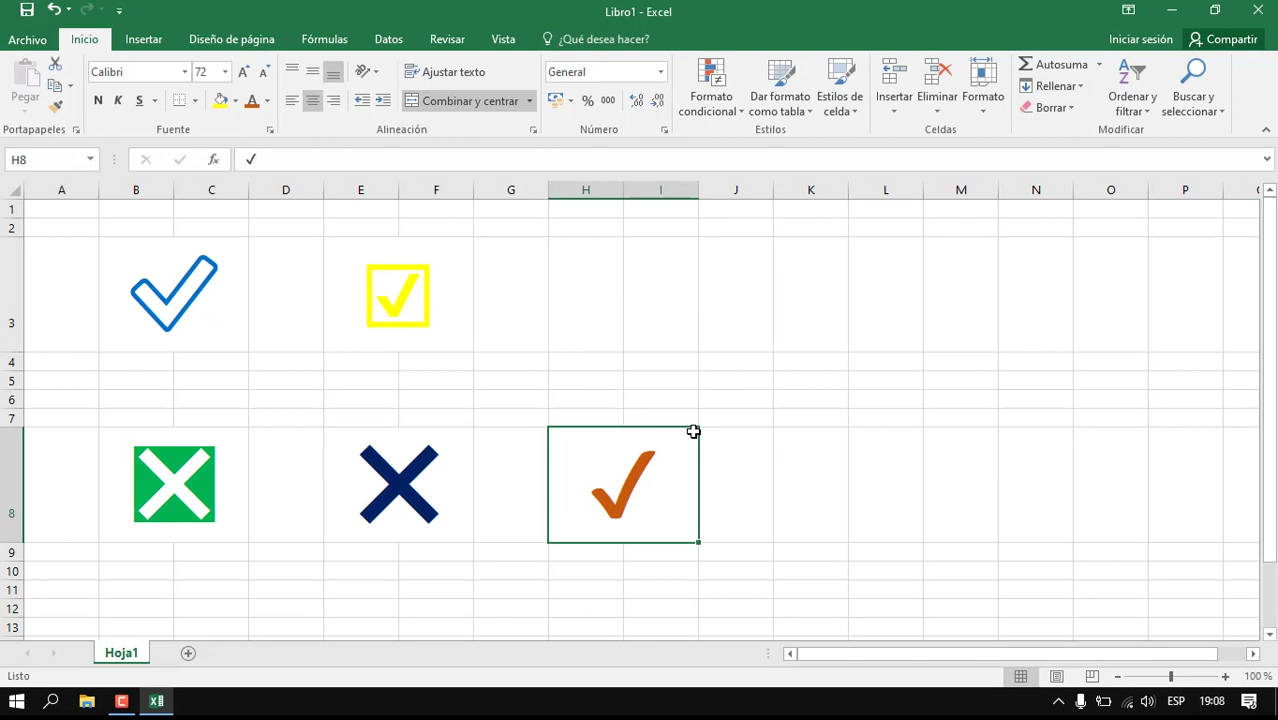 Libro1 - Excel
Archivo Inicio Insertar Diseño de página Fórmulas Datos Revisar Vista ¿Qué desea hacer? Iniciar sesión Compartir
Pegar
Calibri 72
N K S
Ajustar texto
Combinar y centrar
General
% 000
Formato condicional
Dar formato como tabla
Estilos de celda
Insertar Eliminar Formato
Autosuma
Rellenar
Borrar
Ordenar y filtrar
Buscar y seleccionar
Portapapeles Fuente Alineación Número Estilos Celdas Modificar
H8 fx ✓
A B C D E F G H I J K L M N O P
1
2
3
4
5
6
7
8
9
10
11
12
13
Hoja1
Listo 100 %
ESP 19:08